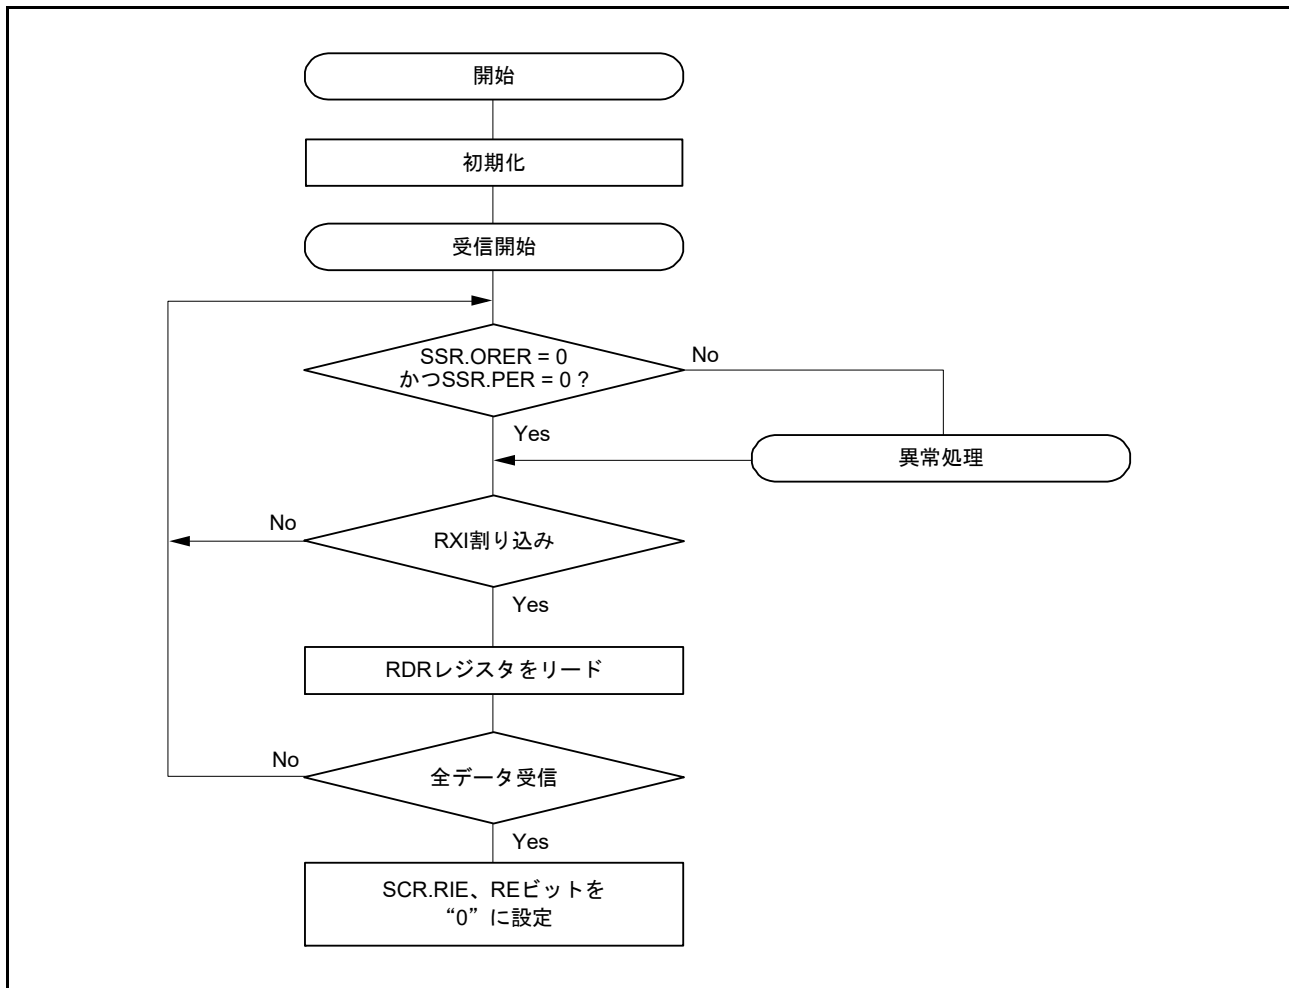 開始
初期化
受信開始
SSR.ORER = 0
かつSSR.PER = 0 ?
No
Yes
異常処理
No
RXI割り込み
Yes
RDRレジスタをリード
No
全データ受信
Yes
SCR.RIE、REビットを
“0”に設定